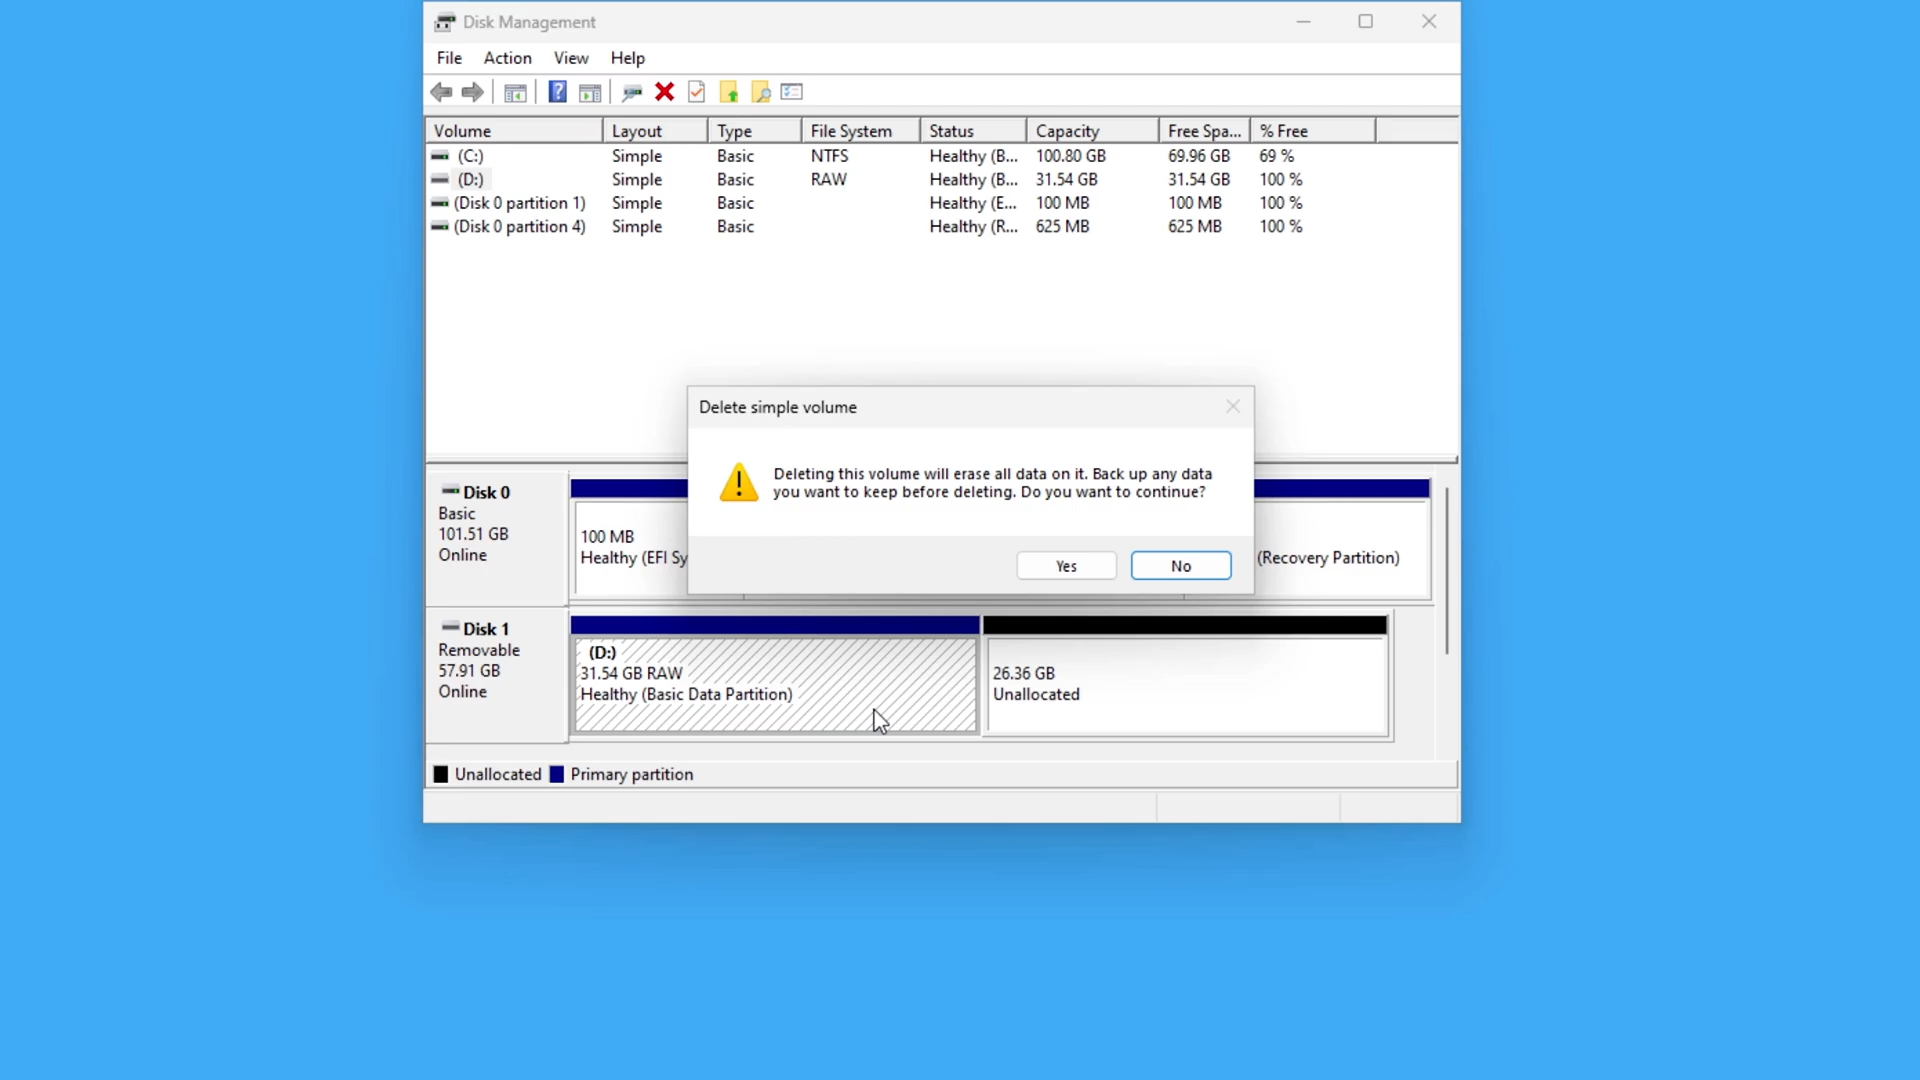 Disk Management
File Action View Help
Volume Layout Type File System Status Capacity Free Spa... % Free
(C:) Simple Basic NTFS Healthy (B... 100.80 GB 69.96 GB 69 %
(D:) Simple Basic RAW Healthy (B... 31.54 GB 31.54 GB 100 %
(Disk 0 partition 1) Simple Basic Healthy (E... 100 MB 100 MB 100 %
(Disk 0 partition 4) Simple Basic Healthy (R... 625 MB 625 MB 100 %
Delete simple volume
Deleting this volume will erase all data on it. Back up any data
you want to keep before deleting. Do you want to continue?
Yes No
Disk 0
Basic
101.51 GB
Online
100 MB
Healthy (EFI Sy
(Recovery Partition)
Disk 1
Removable
57.91 GB
Online
(D:)
31.54 GB RAW
Healthy (Basic Data Partition)
26.36 GB
Unallocated
Unallocated Primary partition